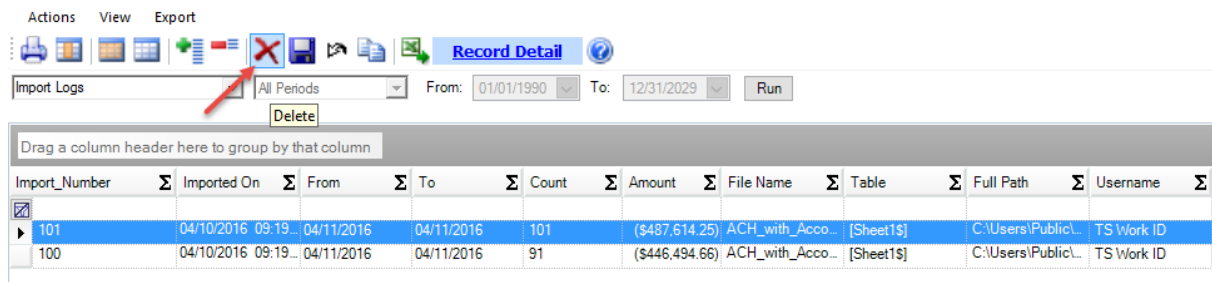 Actions View Export
Record Detail
Import Logs All Periods From: 01/01/1990 To: 12/31/2029 Run
Delete
Drag a column header here to group by that column
Import_Number Σ Imported On Σ From Σ To Σ Count Σ Amount Σ File Name Σ Table Σ Full Path Σ Username Σ
101 04/10/2016 09:19... 04/11/2016 04/11/2016 101 ($487,614.25) ACH_with_Acco... [Sheet1$] C:\Users\Public\... TS Work ID
100 04/10/2016 09:19... 04/11/2016 04/11/2016 91 ($446,494.66) ACH_with_Acco... [Sheet1$] C:\Users\Public\... TS Work ID